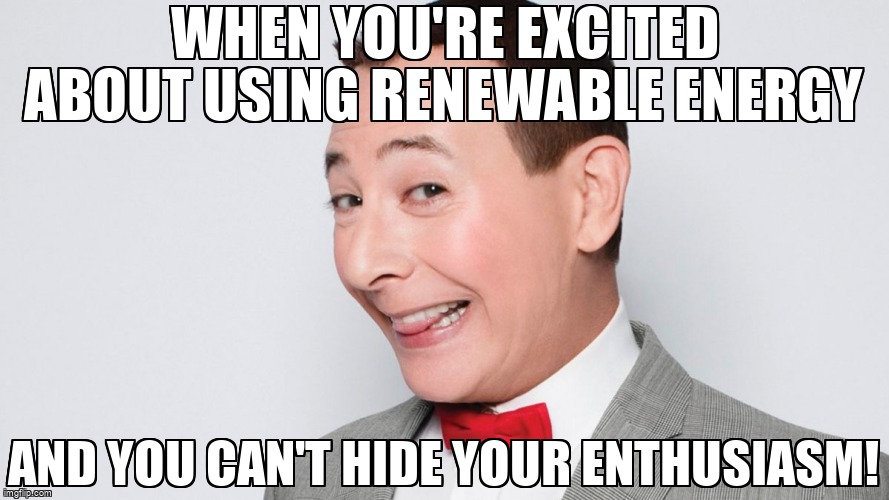 WHEN YOU'RE EXCITED
ABOUT USING RENEWABLE ENERGY
AND YOU CAN'T HIDE YOUR ENTHUSIASM!
imgflip.com